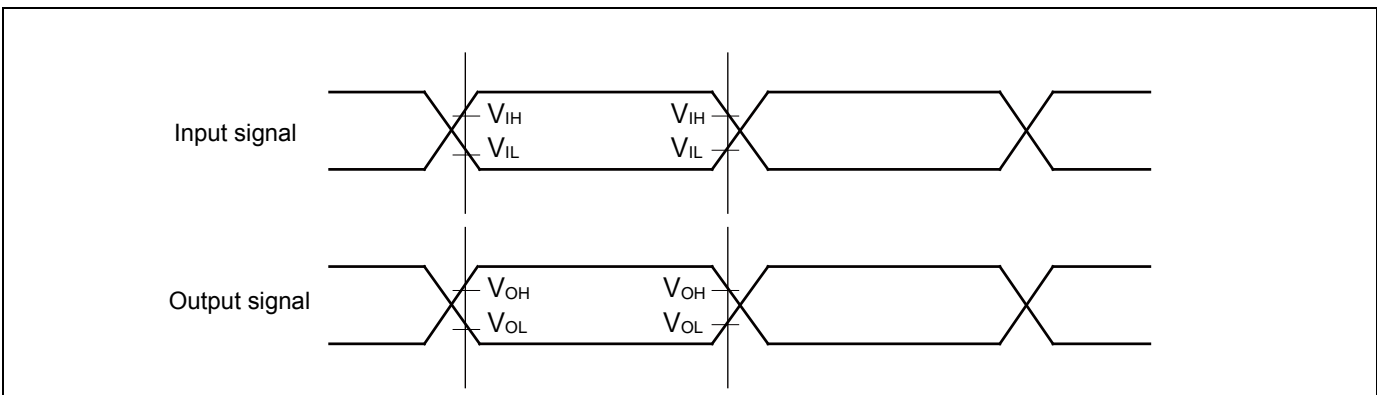 VIH VIH
Input signal
VIL VIL
VOH VOH
Output signal
VOL VOL